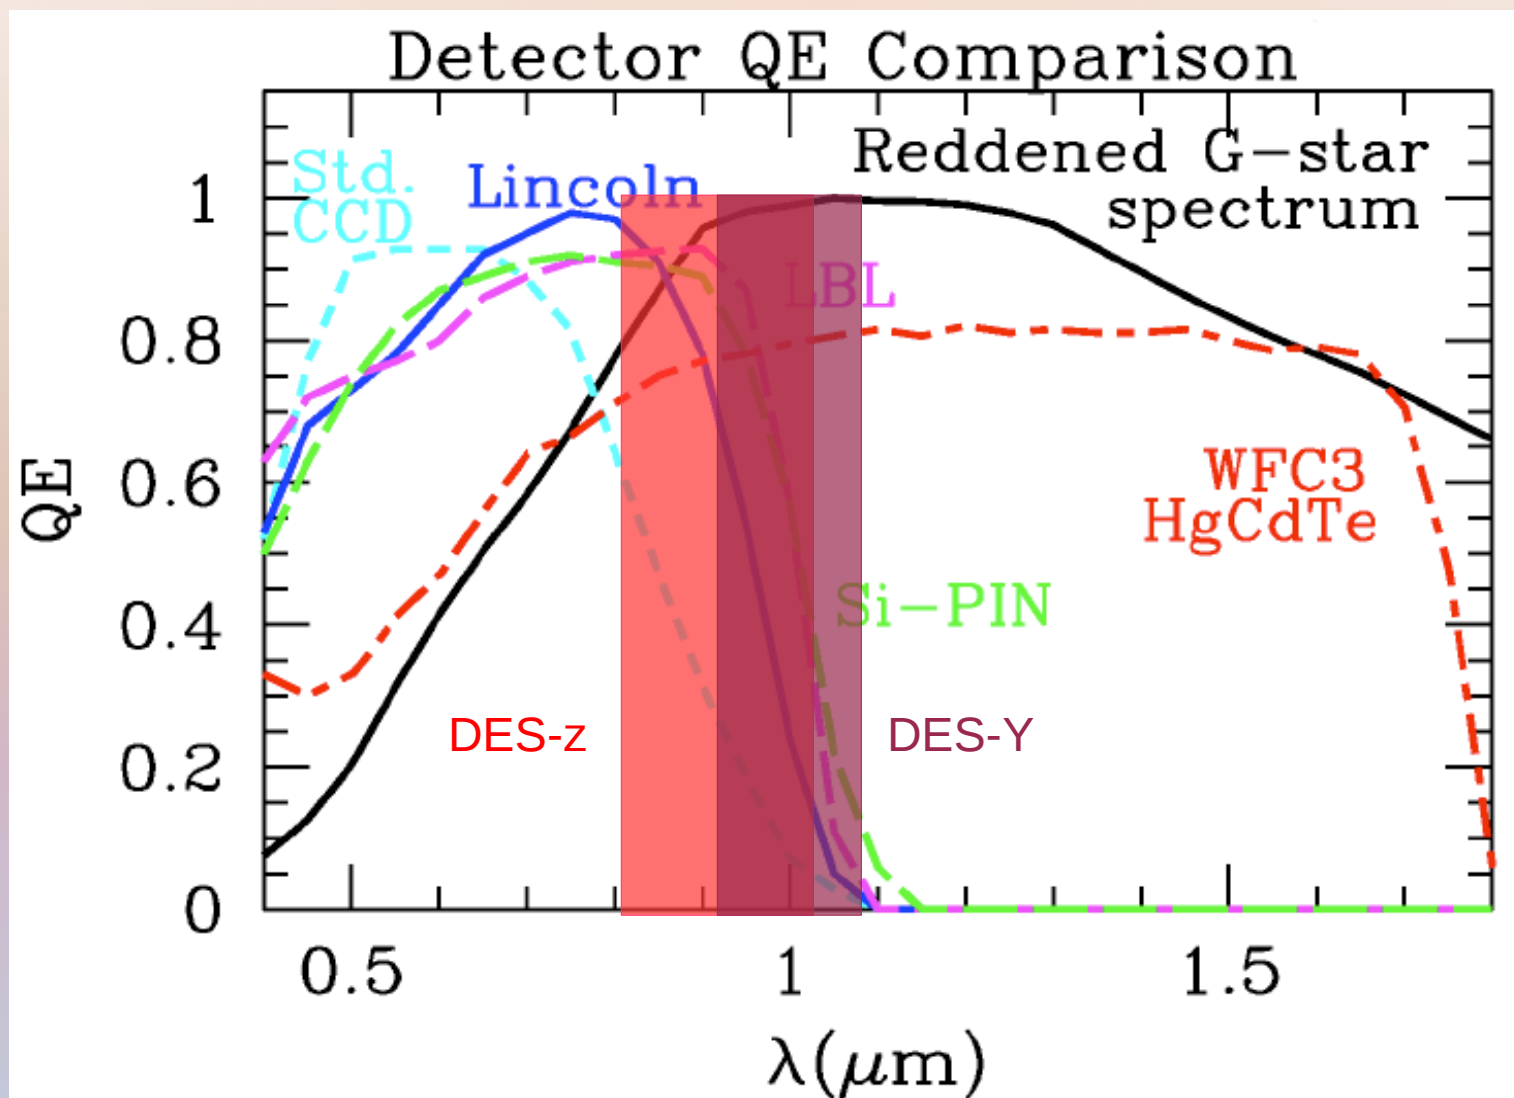 Detector QE Comparison
Reddened G-star
spectrum
Std.
CCD
Lincoln
LBL
WFC3
HgCdTe
Si-PIN
DES-z
DES-Y
QE
1
0.8
0.6
0.4
0.2
0
0.5 1 1.5
λ(μm)